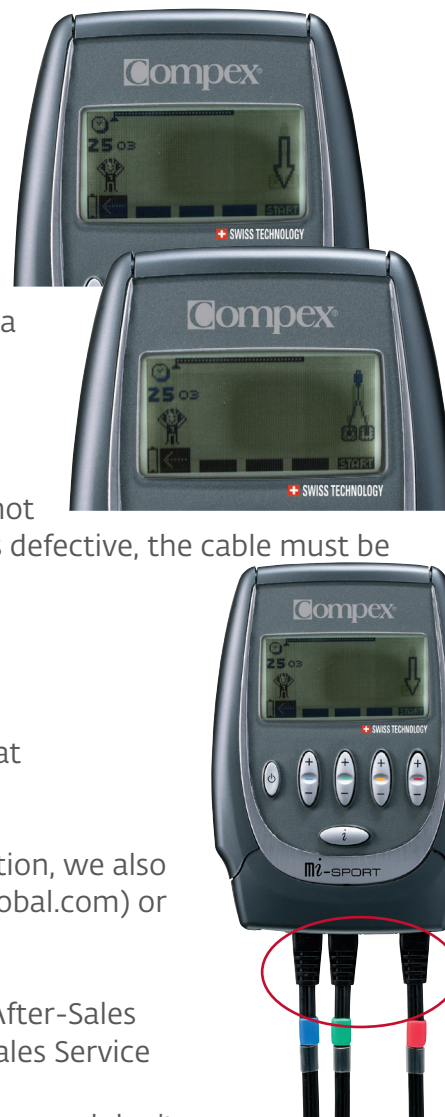 Compex®
25 03
START
SWISS TECHNOLOGY
a
Compex®
25 03
START
SWISS TECHNOLOGY
not
s defective, the cable must be
Compex®
25 03
START
SWISS TECHNOLOGY
at
+ + + +
- - - -
i
tion, we also
mi-SPORT
obal.com) or
After-Sales
ales Service